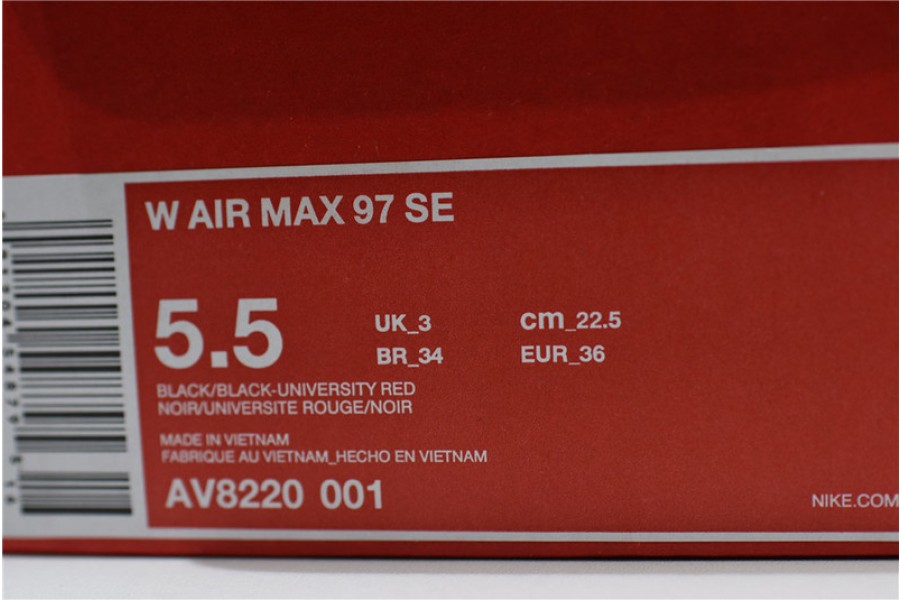 W AIR MAX 97 SE
5.5
UK_3
cm_22.5
BR_34
EUR_36
BLACK/BLACK-UNIVERSITY RED
NOIR/UNIVERSITE ROUGE/NOIR
MADE IN VIETNAM
FABRIQUE AU VIETNAM_HECHO EN VIETNAM
AV8220 001
NIKE.COM